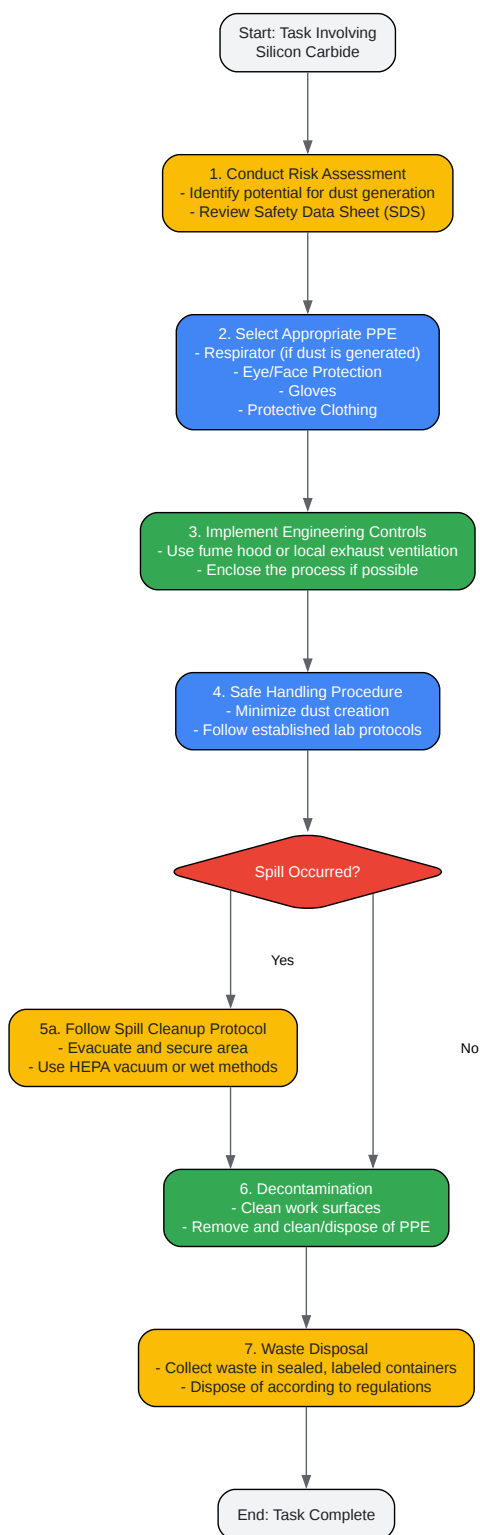 Start: Task Involving
Silicon Carbide
1. Conduct Risk Assessment
- Identify potential for dust generation
- Review Safety Data Sheet (SDS)
2. Select Appropriate PPE
- Respirator (if dust is generated)
- Eye/Face Protection
- Gloves
- Protective Clothing
3. Implement Engineering Controls
- Use fume hood or local exhaust ventilation
- Enclose the process if possible
4. Safe Handling Procedure
- Minimize dust creation
- Follow established lab protocols
Spill Occurred?
Yes
5a. Follow Spill Cleanup Protocol
- Evacuate and secure area
- Use HEPA vacuum or wet methods
No
6. Decontamination
- Clean work surfaces
- Remove and clean/dispose of PPE
7. Waste Disposal
- Collect waste in sealed, labeled containers
- Dispose of according to regulations
End: Task Complete